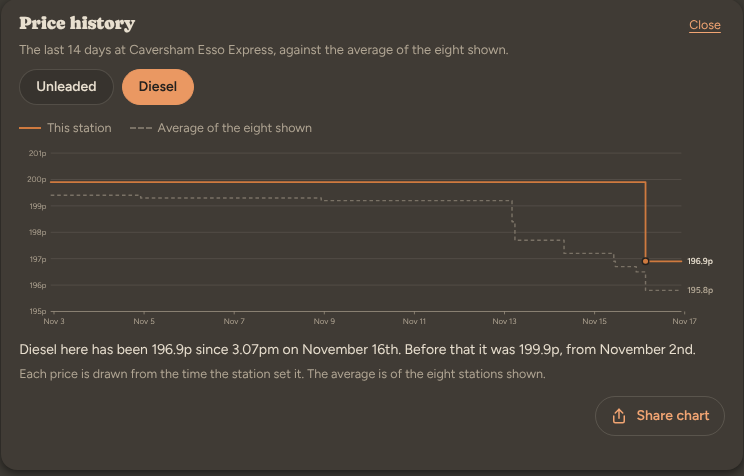 Price history
Close
The last 14 days at Caversham Esso Express, against the average of the eight shown.
Unleaded
Diesel
This station
Average of the eight shown
201p
200p
199p
198p
197p
196p
195p
196.9p
195.8p
Nov 3
Nov 5
Nov 7
Nov 9
Nov 11
Nov 13
Nov 15
Nov 17
Diesel here has been 196.9p since 3.07pm on November 16th. Before that it was 199.9p, from November 2nd.
Each price is drawn from the time the station set it. The average is of the eight stations shown.
Share chart